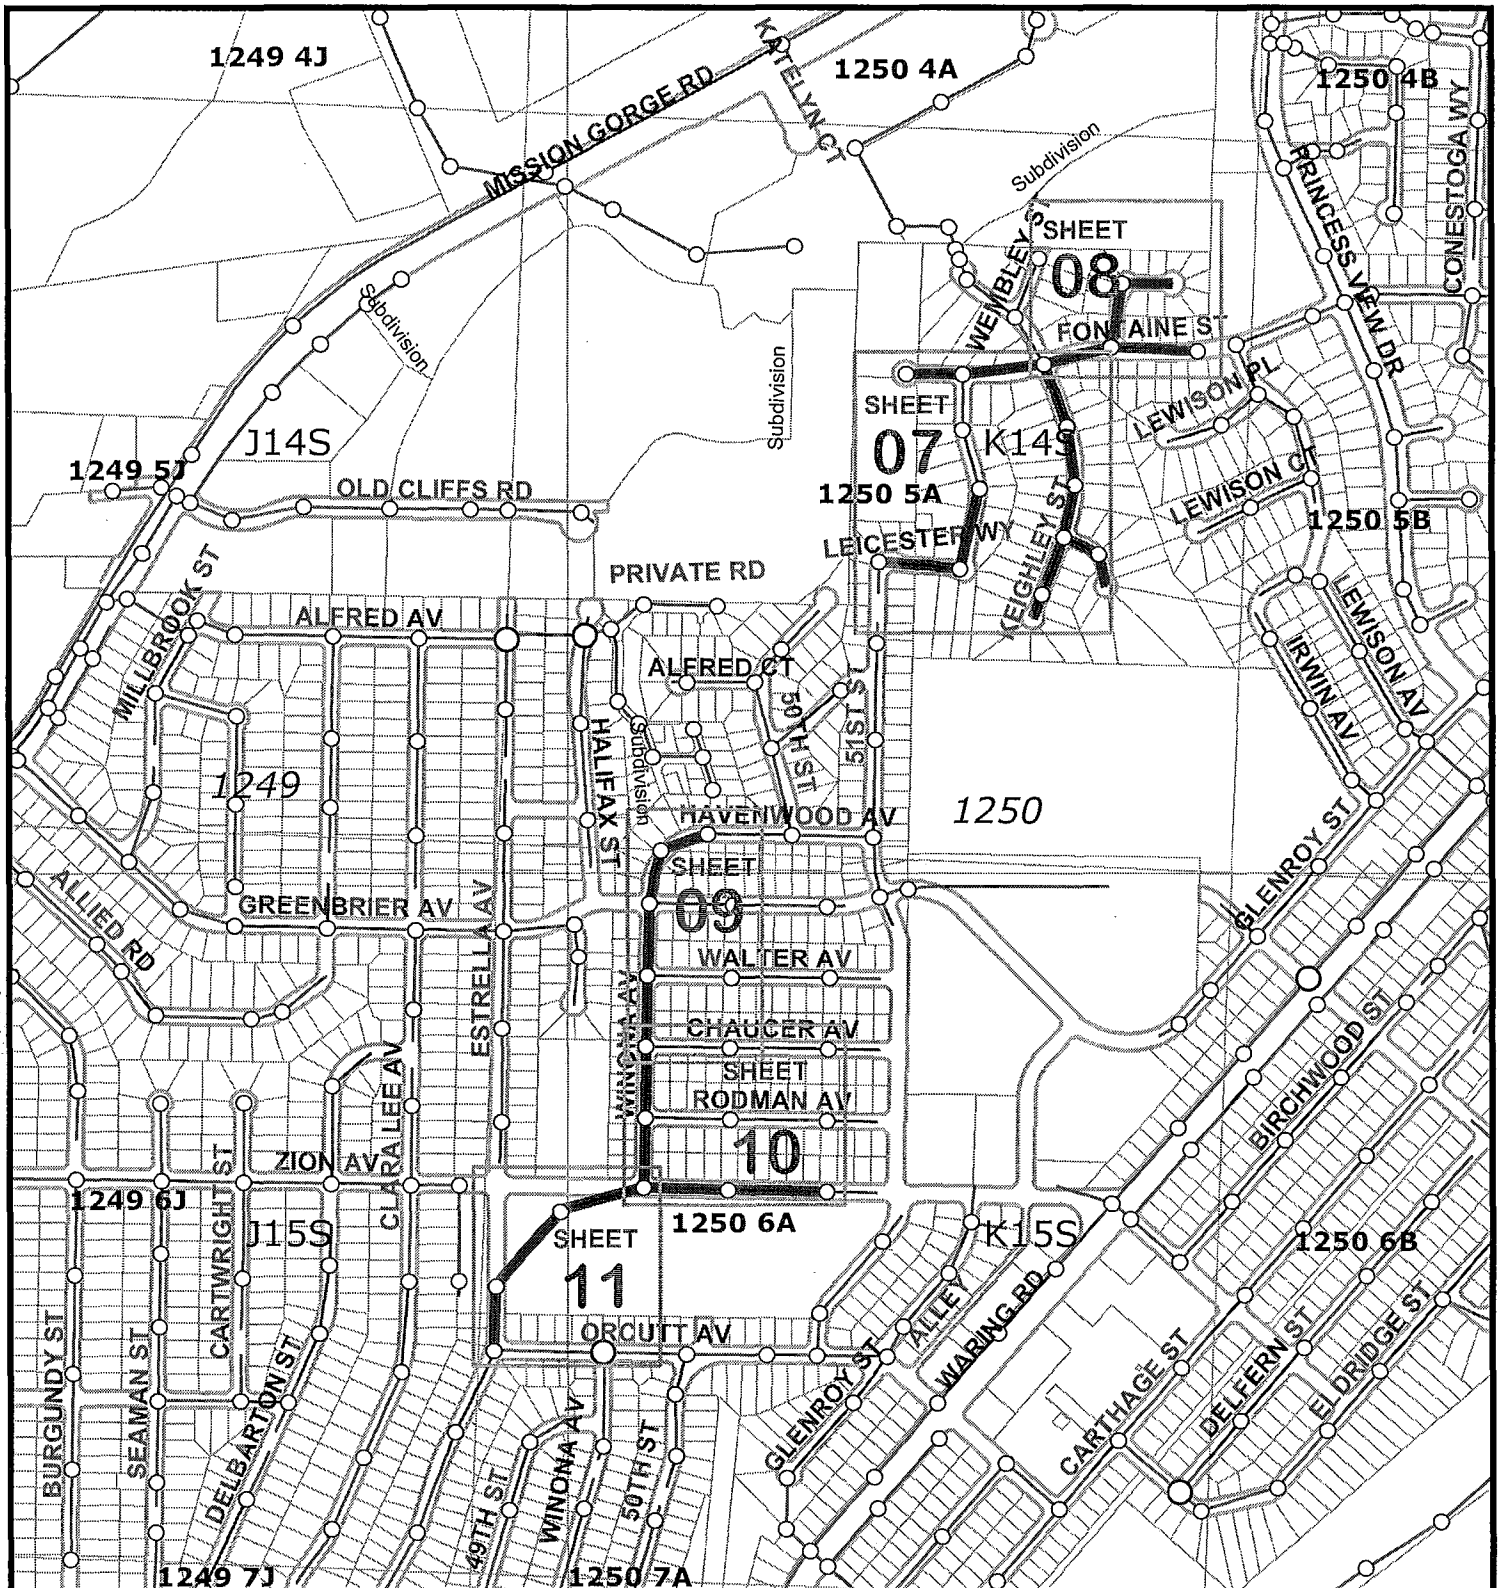 KATELYN CT
1249 4J
1250 4A
1250 4B
MISSION GORGE RD
CONESTOGA WY
Subdivision
PRINCESS VIEW DR
WEMBLEY ST
SHEET
08
FONTAINE ST
Subdivision
Subdivision
LEWISON PL
SHEET
07
J14S
K14S
1249 5J
OLD CLIFFS RD
1250 5A
LEWISON CT
1250 5B
LEICESTER WY
KEIGHLEY ST
PRIVATE RD
MILLBROOK ST
ALFRED AV
LEWISON AV
IRWIN AV
ALFRED CT
50TH ST
51ST ST
HALIFAX ST
Subdivision
1249
1250
HAVENWOOD AV
SHEET
09
GLENROY ST
ALLIED RD
GREENBRIER AV
ESTRELLA AV
WALTER AV
WINONA AV
CHAUCER AV
SHEET
RODMAN AV
10
BIRCHWOOD ST
CLARA LEE AV
ZION AV
CARTWRIGHT ST
1249 6J
J15S
1250 6A
K15S
1250 6B
SHEET
11
ALLEY
WARING RD
ORCUTT AV
BURGUNDY ST
SEAMAN ST
DELBARTON ST
GLENROY ST
CARTHAGE ST
DELFERN ST
ELDRIDGE ST
49TH ST
WINONA AV
50TH ST
1249 7J
1250 7A